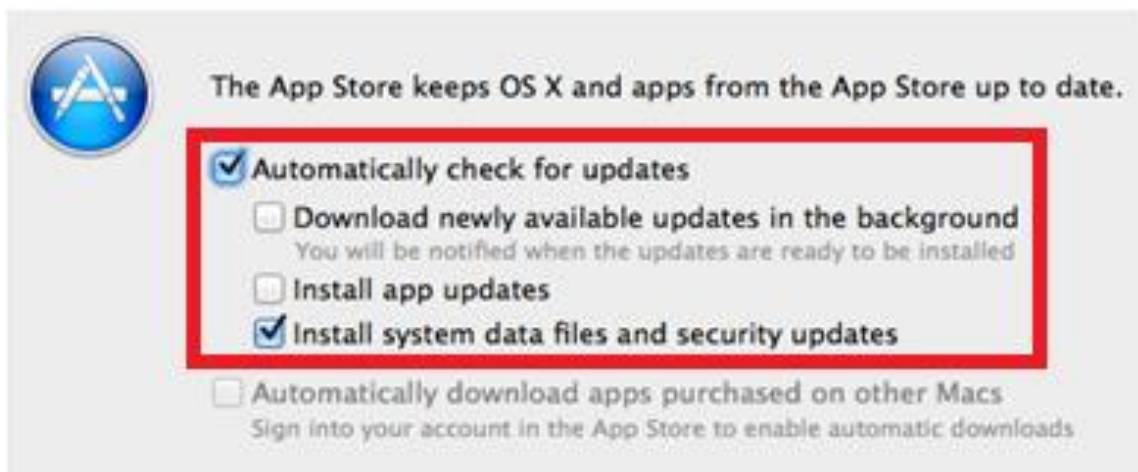 The App Store keeps OS X and apps from the App Store up to date.
Automatically check for updates
Download newly available updates in the background
You will be notified when the updates are ready to be installed
Install app updates
Install system data files and security updates
Automatically download apps purchased on other Macs
Sign into your account in the App Store to enable automatic downloads